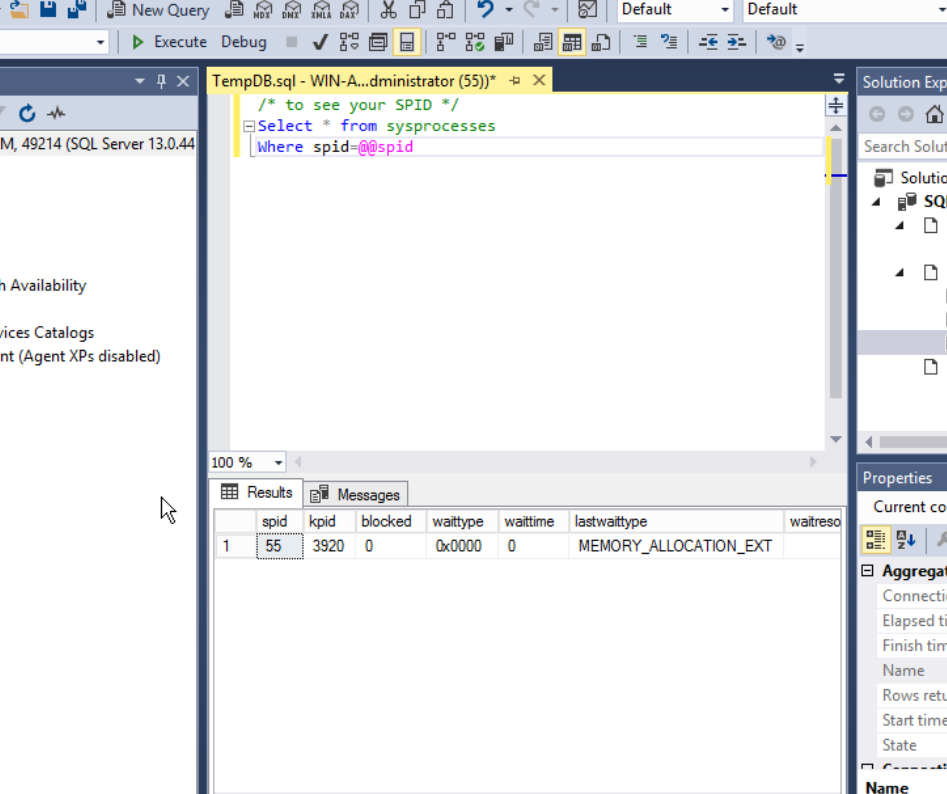 New Query MDX DMX XMLA DAX Default Default
Execute Debug
TempDB.sql - WIN-A...dministrator (55))*
Solution Exp
/* to see your SPID */
Select * from sysprocesses
Where spid=@@spid
M, 49214 (SQL Server 13.0.44
h Availability
vices Catalogs
nt (Agent XPs disabled)
Search Solut
Solutio
SQL
100 %
Results Messages
spid kpid blocked waittype waittime lastwaittype waitreso
1 55 3920 0 0x0000 0 MEMORY_ALLOCATION_EXT
Properties
Current co
Aggregat
Connectio
Elapsed ti
Finish tim
Name
Rows retu
Start time
State
Name